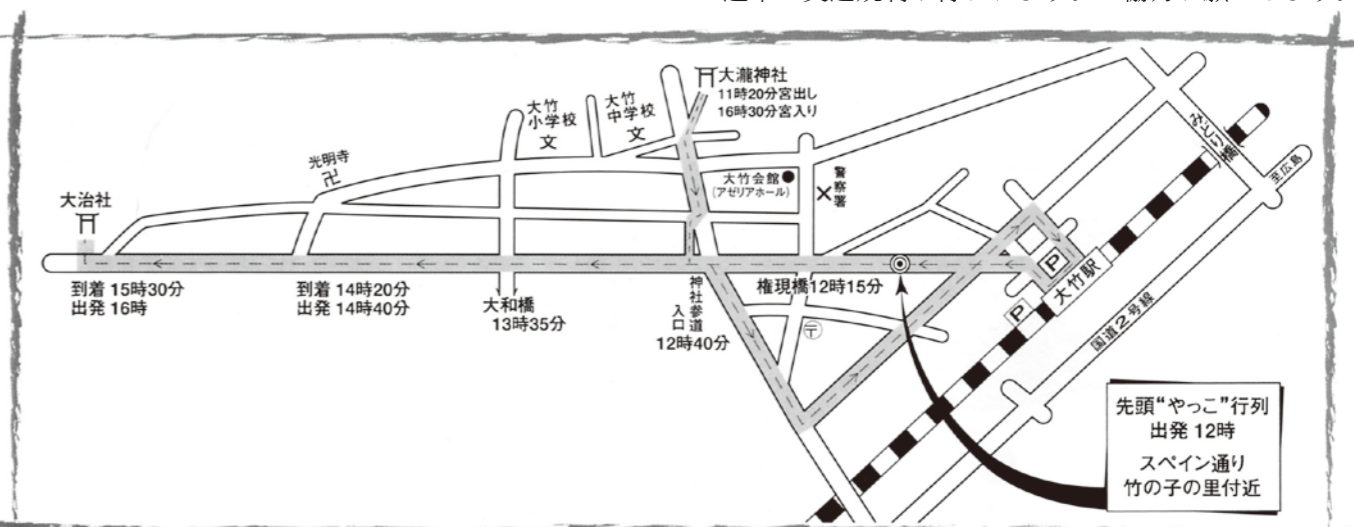 大瀧神社
11時20分宮出し
16時30分宮入り
大竹
小学校
文
大竹
中学校
文
光明寺
大治社
大竹会館
(アゼリアホール)
警察署
みどり橋
至広島
到着 15時30分
出発 16時
到着 14時20分
出発 14時40分
大和橋
13時35分
神社参道
入口
12時40分
権現橋12時15分
〒
P
大竹駅
P
国道2号線
先頭“やっこ”行列
出発 12時
スペイン通り
竹の子の里付近